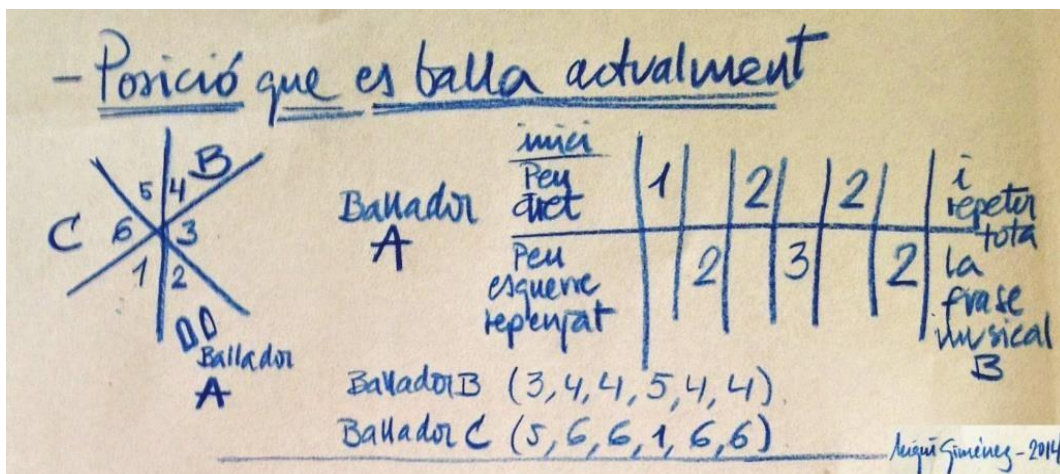 - Posició que es balla actualment
5 4 B
C 6 3
1 2
Ballador
A
Ballador
A
inici
Peu dret 1 2 2
Peu esquerre repenjat 2 3 2
i repeter tota la frase musical B
Ballador B (3,4,4,5,4,4)
Ballador C (5,6,6,1,6,6)
Giménez - 2014